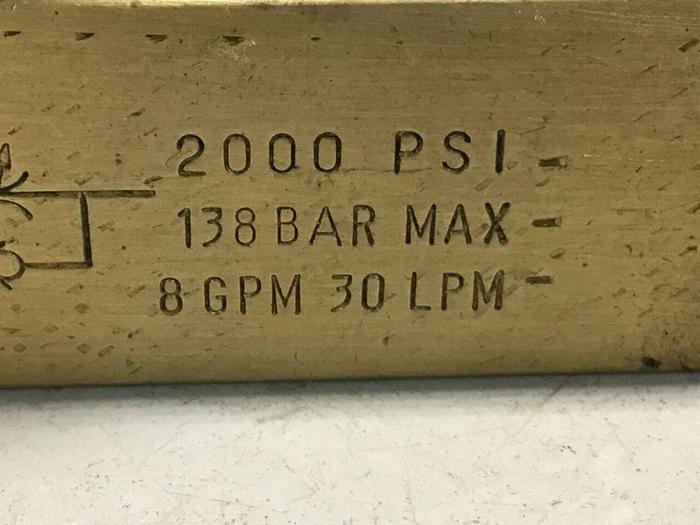 2000 PSI
138 BAR MAX
8 GPM 30 LPM